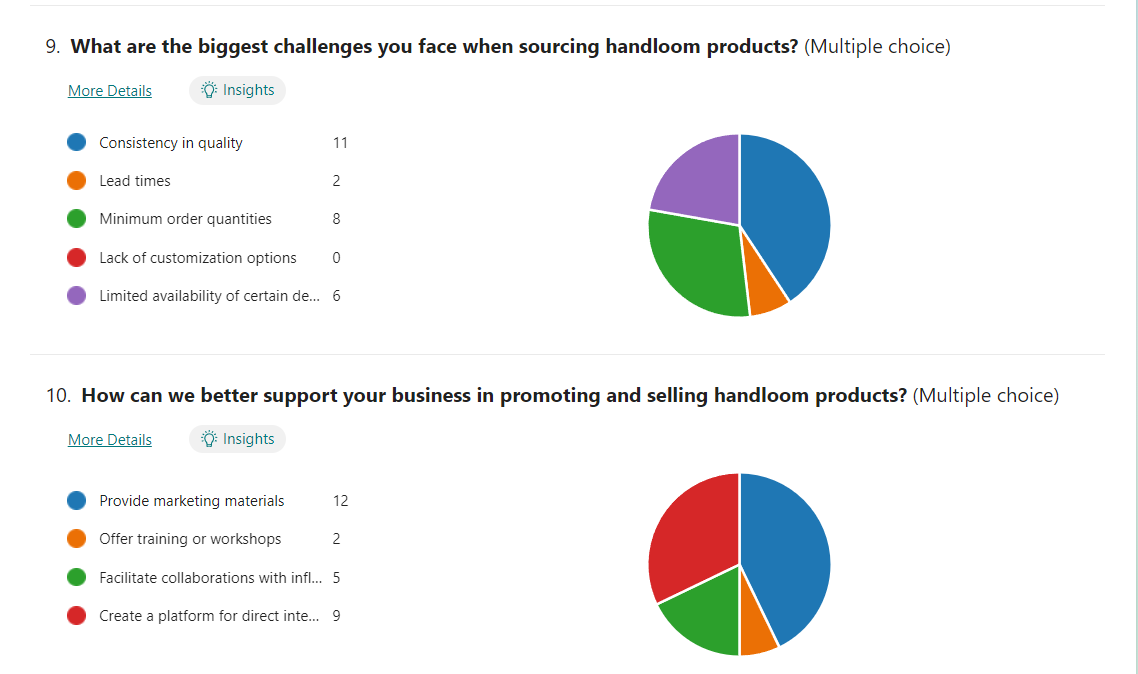 9. What are the biggest challenges you face when sourcing handloom products? (Multiple choice)
More Details Insights
Consistency in quality 11
Lead times 2
Minimum order quantities 8
Lack of customization options 0
Limited availability of certain de... 6
10. How can we better support your business in promoting and selling handloom products? (Multiple choice)
More Details Insights
Provide marketing materials 12
Offer training or workshops 2
Facilitate collaborations with infl... 5
Create a platform for direct inte... 9